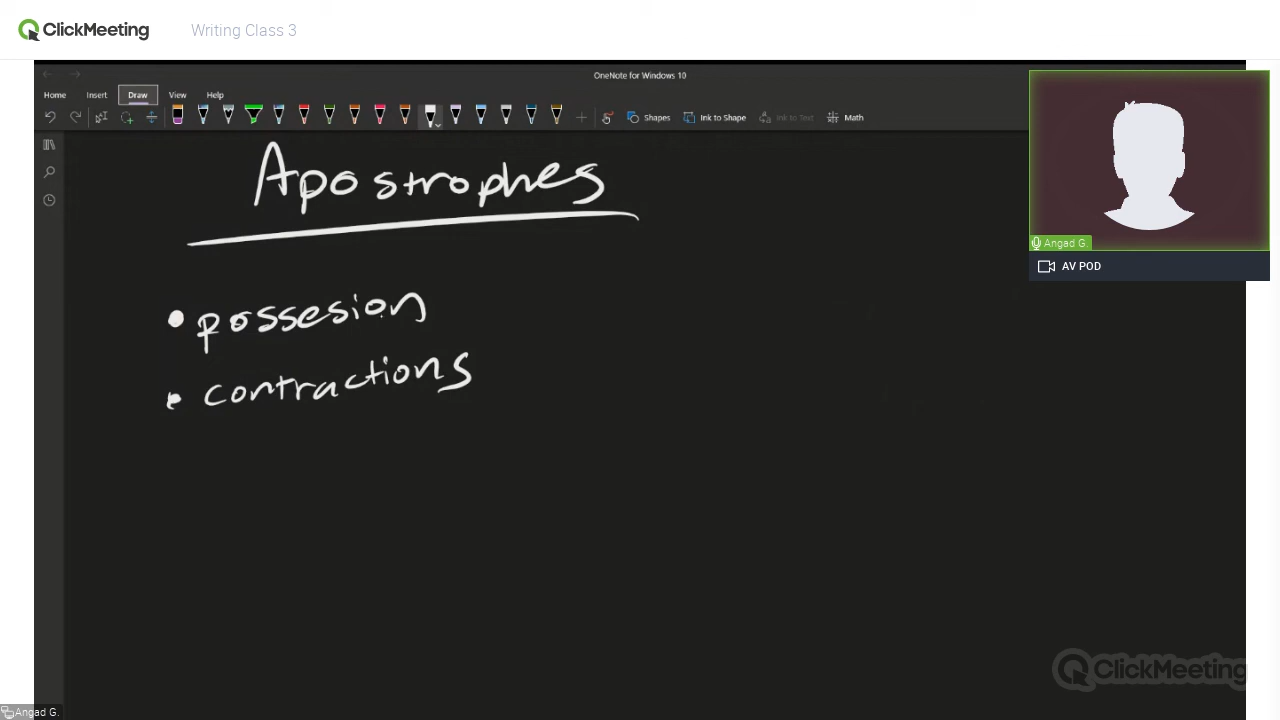 ClickMeeting Writing Class 3
OneNote for Windows 10
Home Insert Draw View Help
Shapes Ink to Shape Ink to Text Math
Apostrophes
• possesion
• contractions
Angad G.
AV POD
ClickMeeting
Angad G.